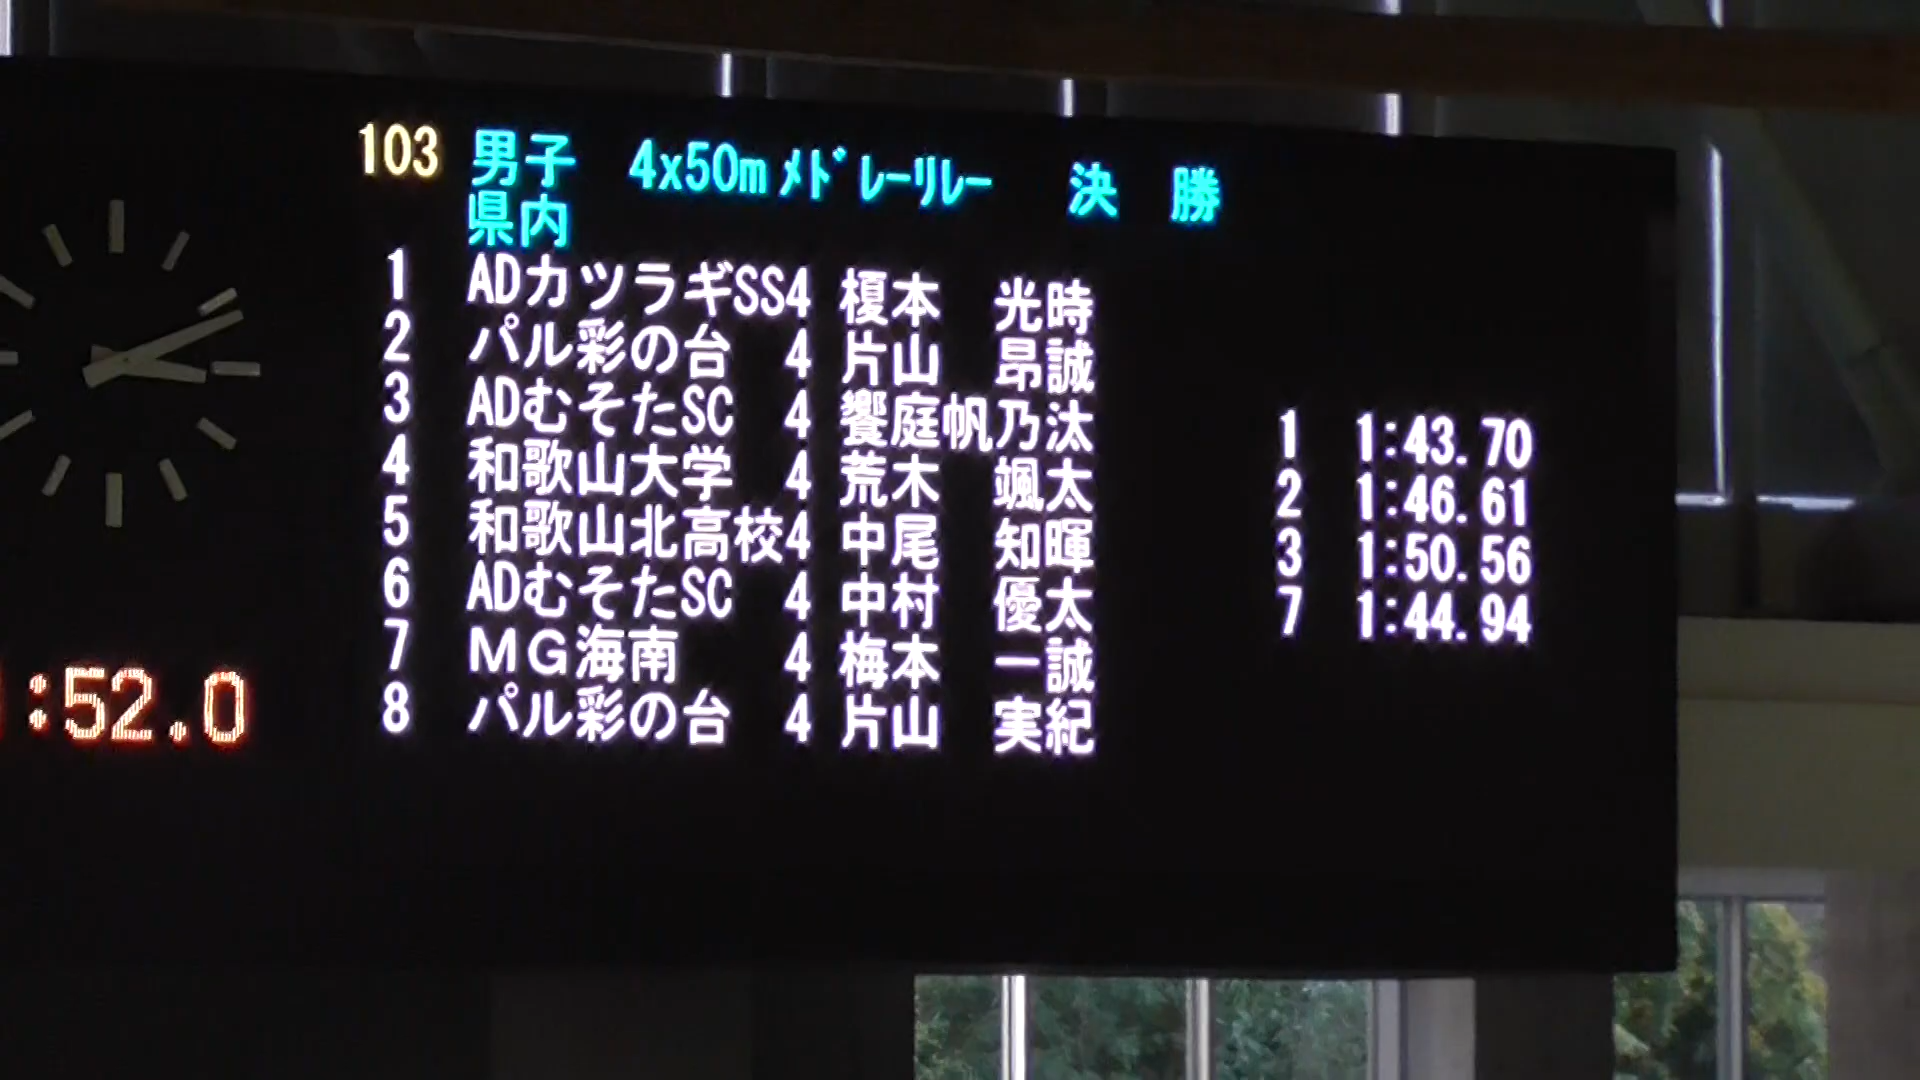 103 男子 4x50m ﾒﾄﾞﾚｰﾘﾚｰ 決 勝
県内
1 ADカツラギSS4 榎本 光時
2 パル彩の台 4 片山 昂誠
3 ADむそたSC 4 饗庭帆乃汰 1 1:43.70
4 和歌山大学 4 荒木 颯太 2 1:46.61
5 和歌山北高校4 中尾 知暉 3 1:50.56
6 ADむそたSC 4 中村 優太 7 1:44.94
7 ＭＧ海南 4 梅本 一誠
8 パル彩の台 4 片山 実紀
:52.0